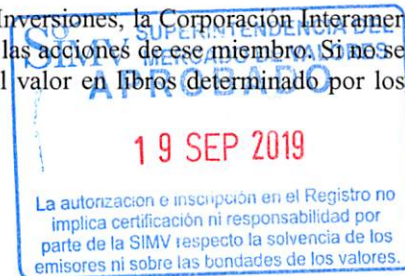 Inversiones, la Corporación Interamer
SUPERINTENDENCIA DEL
las acciones de ese miembro. Si no se
SIMV MERCADO DE VALORES
l valor en libros determinado por los
APROBADO
19 SEP 2019
La autorización e inscripción en el Registro no
implica certificación ni responsabilidad por
parte de la SIMV respecto la solvencia de los
emisores ni sobre las bondades de los valores.